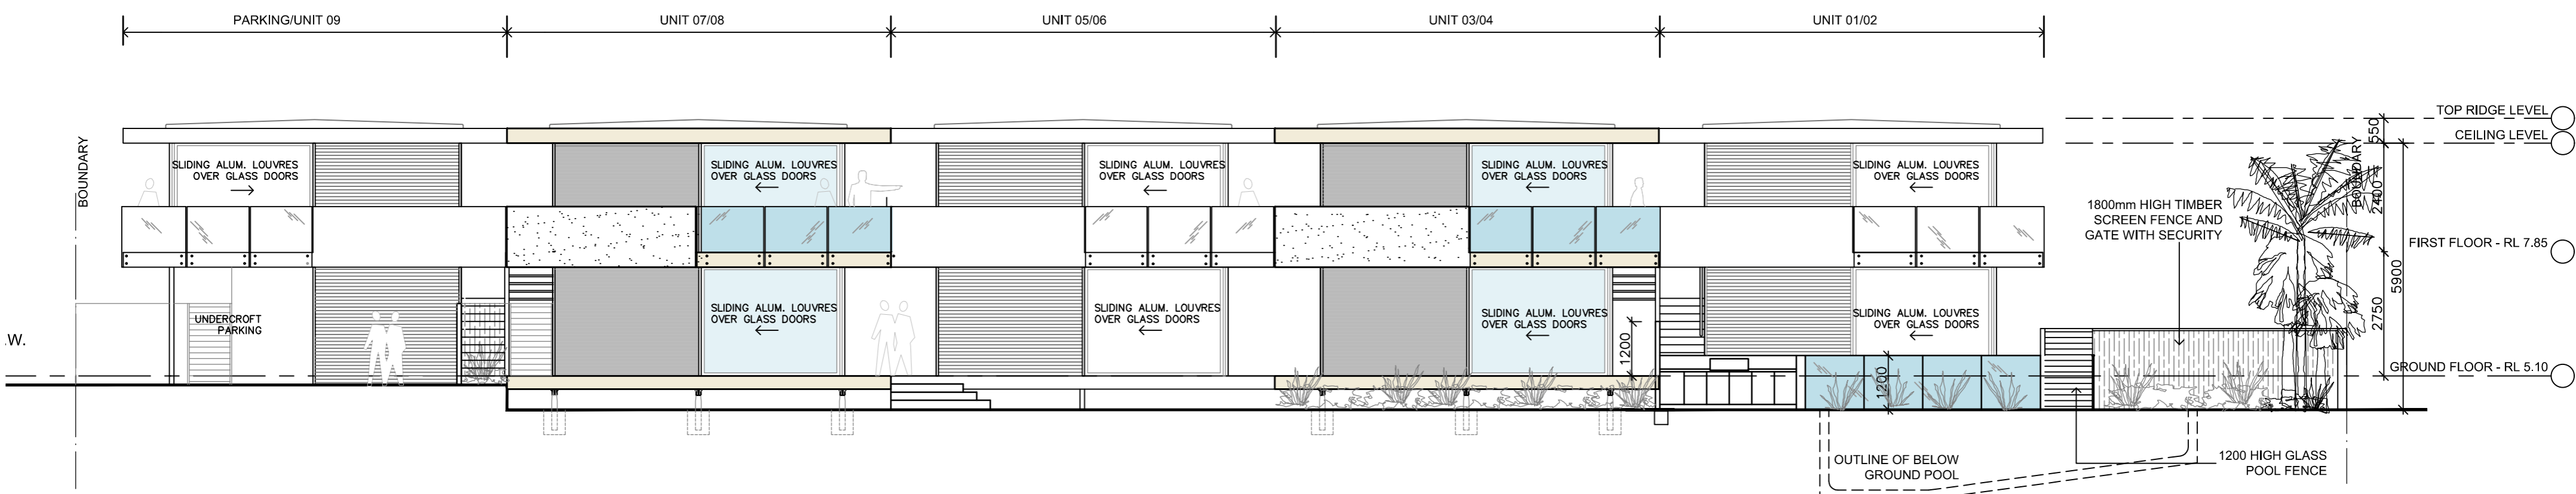 PARKING/UNIT 09
UNIT 07/08
UNIT 05/06
UNIT 03/04
UNIT 01/02
TOP RIDGE LEVEL
550
CEILING LEVEL
BOUNDARY
BOUNDARY
SLIDING ALUM. LOUVRES
OVER GLASS DOORS
SLIDING ALUM. LOUVRES
OVER GLASS DOORS
SLIDING ALUM. LOUVRES
OVER GLASS DOORS
SLIDING ALUM. LOUVRES
OVER GLASS DOORS
SLIDING ALUM. LOUVRES
OVER GLASS DOORS
2400
1800mm HIGH TIMBER
SCREEN FENCE AND
GATE WITH SECURITY
FIRST FLOOR - RL 7.85
5900
2750
UNDERCROFT
PARKING
SLIDING ALUM. LOUVRES
OVER GLASS DOORS
SLIDING ALUM. LOUVRES
OVER GLASS DOORS
SLIDING ALUM. LOUVRES
OVER GLASS DOORS
SLIDING ALUM. LOUVRES
OVER GLASS DOORS
.W.
1200
1200
GROUND FLOOR - RL 5.10
OUTLINE OF BELOW
GROUND POOL
1200 HIGH GLASS
POOL FENCE